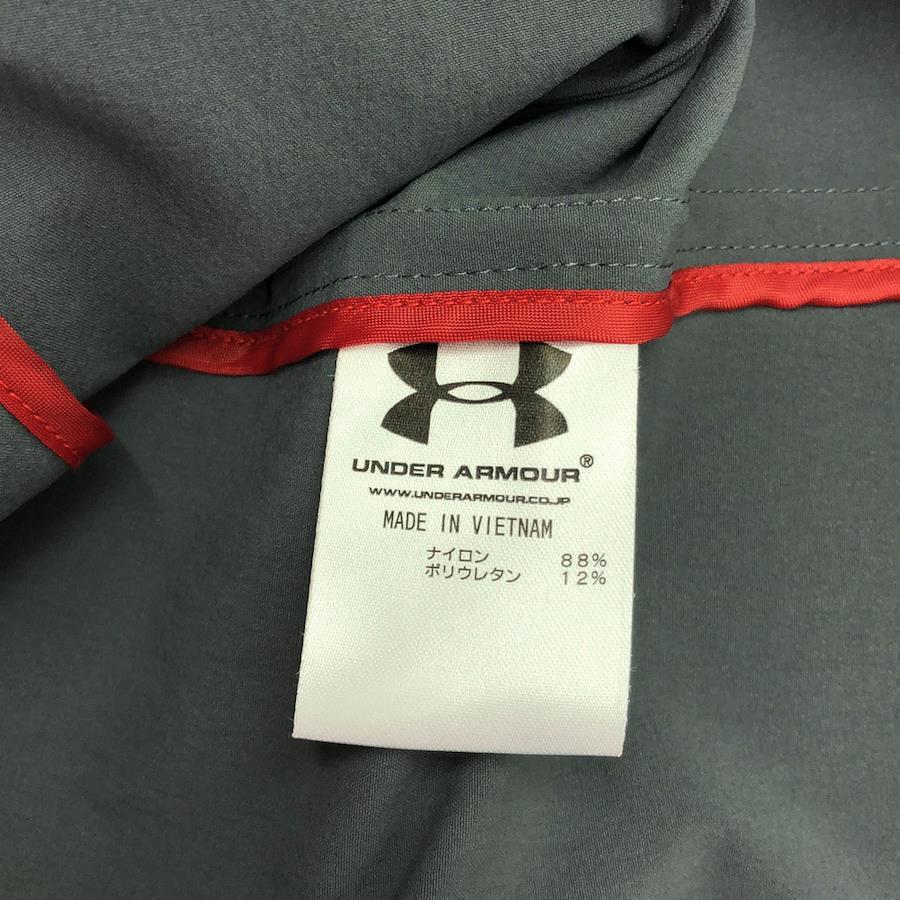 UNDER ARMOUR®
WWW.UNDERARMOUR.CO.JP
MADE IN VIETNAM
ナイロン 88%
ポリウレタン 12%